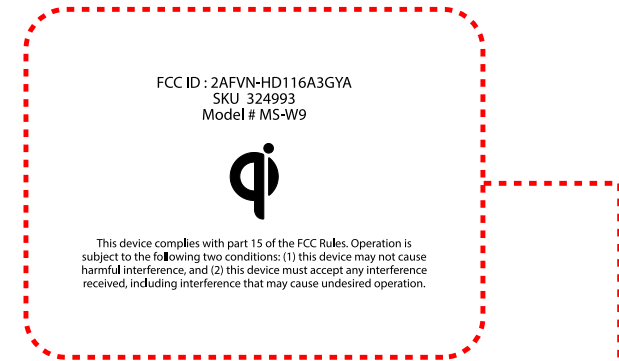 FCC ID : 2AFVN-HD116A3GYA
SKU 324993
Model # MS-W9
qi
This device complies with part 15 of the FCC Rules. Operation is
subject to the following two conditions: (1) this device may not cause
harmful interference, and (2) this device must accept any interference
received, including interference that may cause undesired operation.